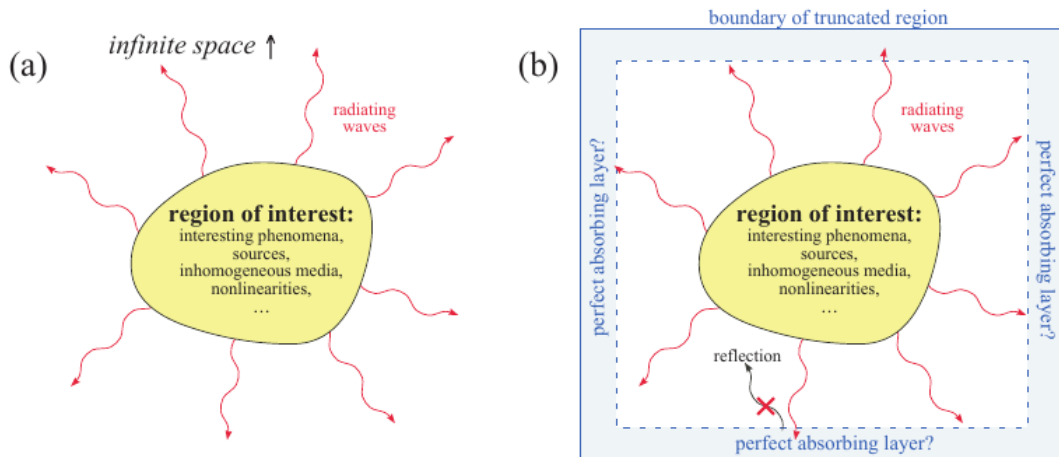 (a)
infinite space ↑
radiating
waves
region of interest:
interesting phenomena,
sources,
inhomogeneous media,
nonlinearities,
...
(b)
boundary of truncated region
perfect absorbing layer?
radiating
waves
region of interest:
interesting phenomena,
sources,
inhomogeneous media,
nonlinearities,
...
perfect absorbing layer?
reflection
perfect absorbing layer?